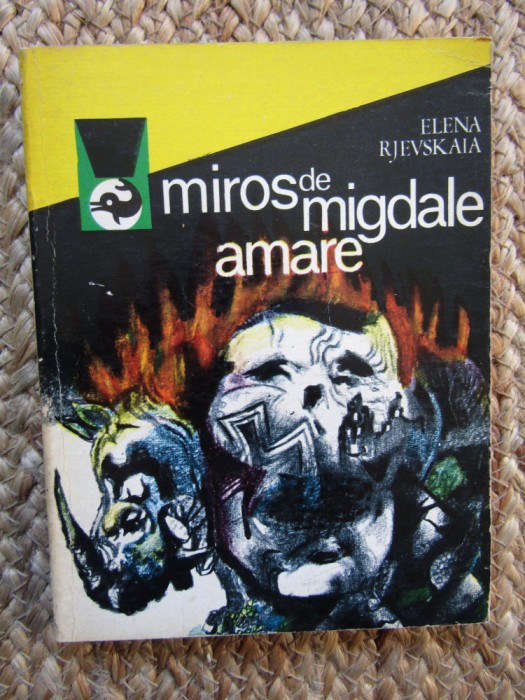 ELENA
RJEVSKAIA
miros de
migdale
amare